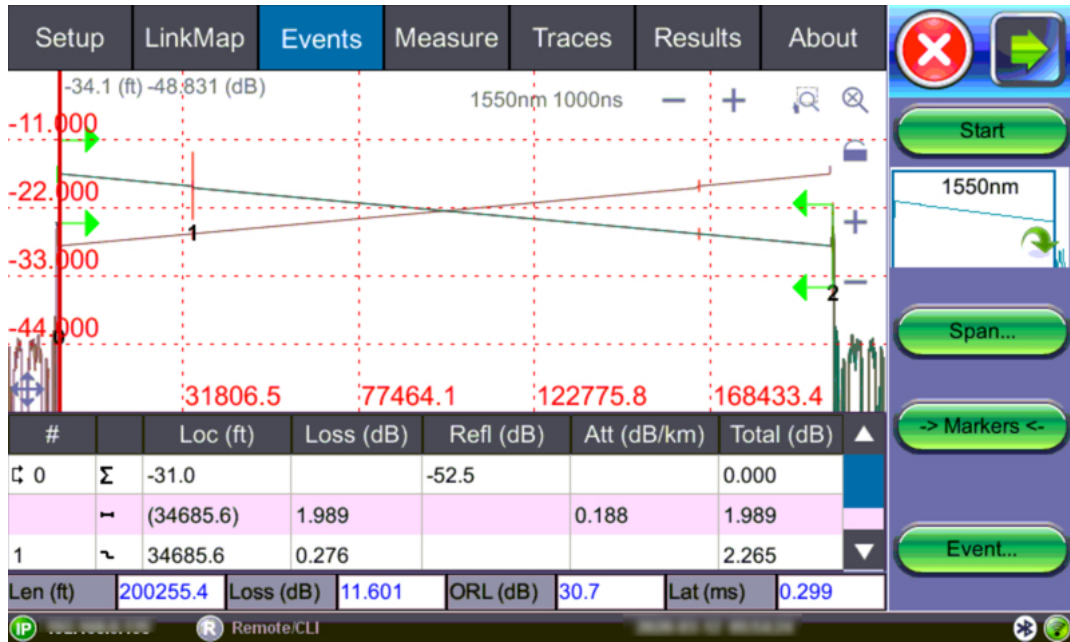 Setup LinkMap Events Measure Traces Results About
-34.1 (ft) -48.831 (dB)
1550nm 1000ns
-11.000
-22.000
-33.000
-44.000
0
1
2
31806.5 77464.1 122775.8 168433.4
# Loc (ft) Loss (dB) Refl (dB) Att (dB/km) Total (dB)
0 Σ -31.0 -52.5 0.000
(34685.6) 1.989 0.188 1.989
1 34685.6 0.276 2.265
Len (ft) 200255.4 Loss (dB) 11.601 ORL (dB) 30.7 Lat (ms) 0.299
IP R Remote/CLI
Start
1550nm
Span...
-> Markers <-
Event...